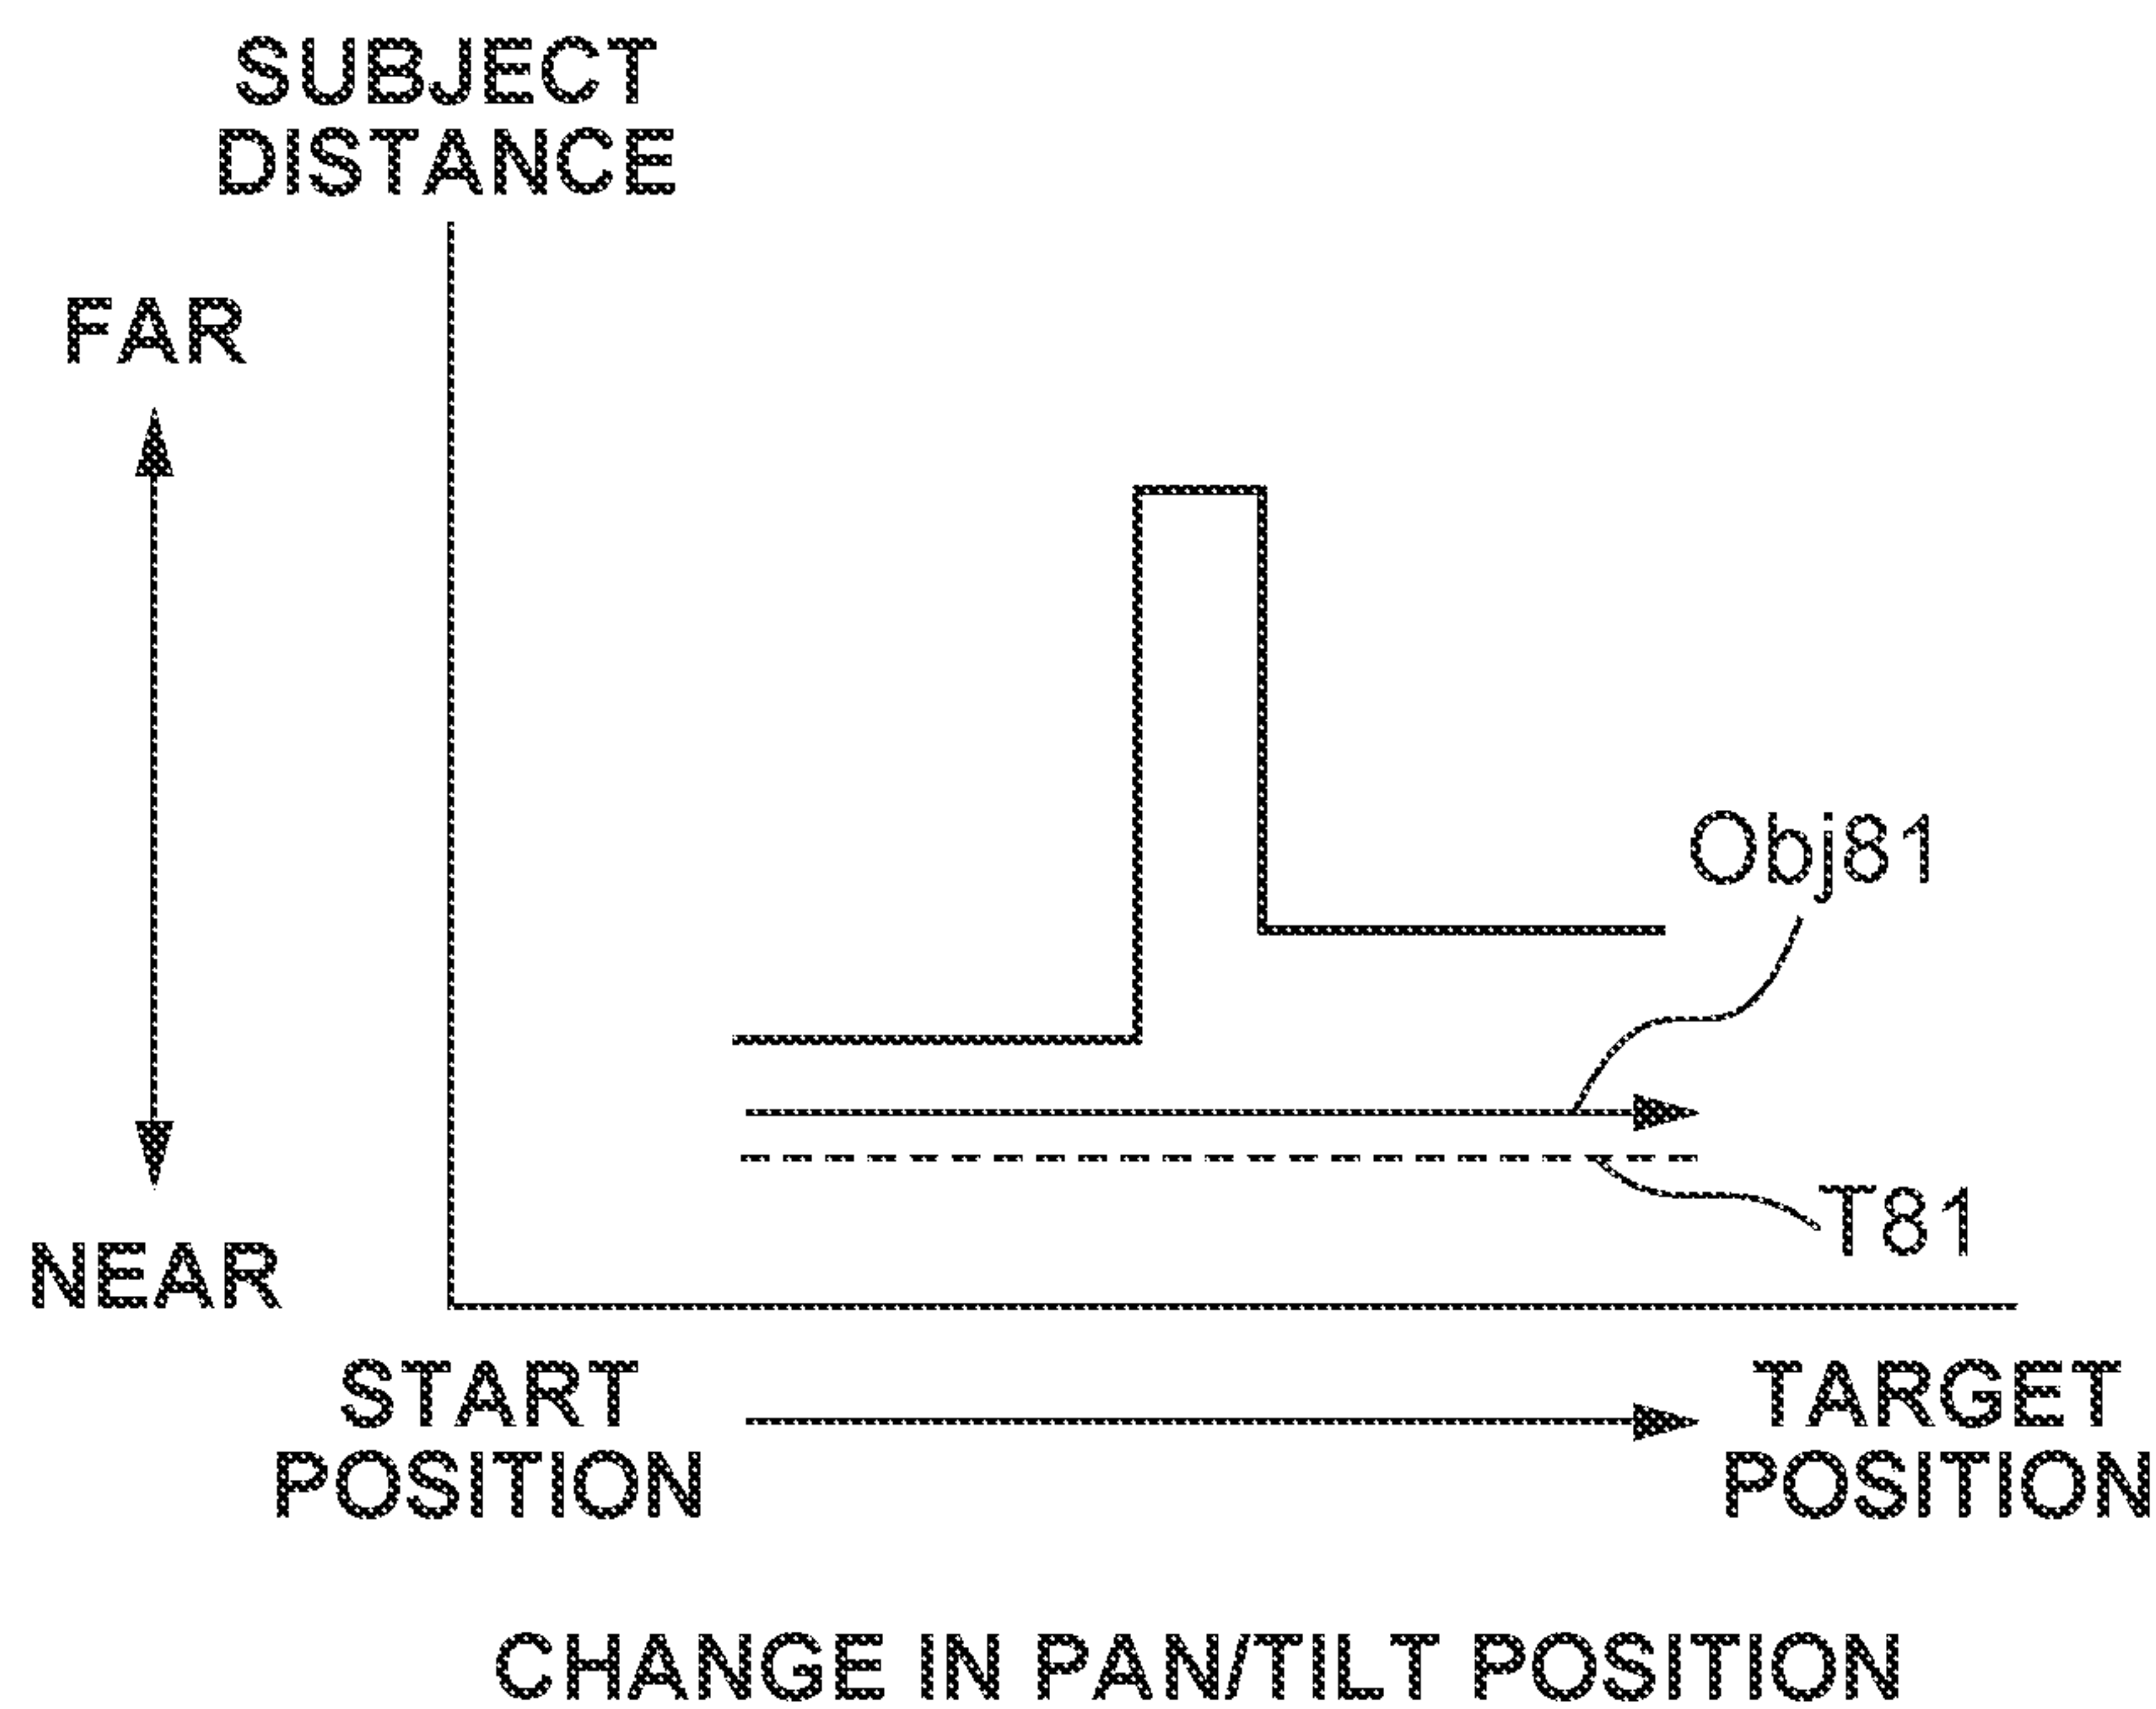 SUBJECT
DISTANCE
FAR
Obj81
T81
NEAR
START
POSITION
TARGET
POSITION
CHANGE IN PAN/TILT POSITION